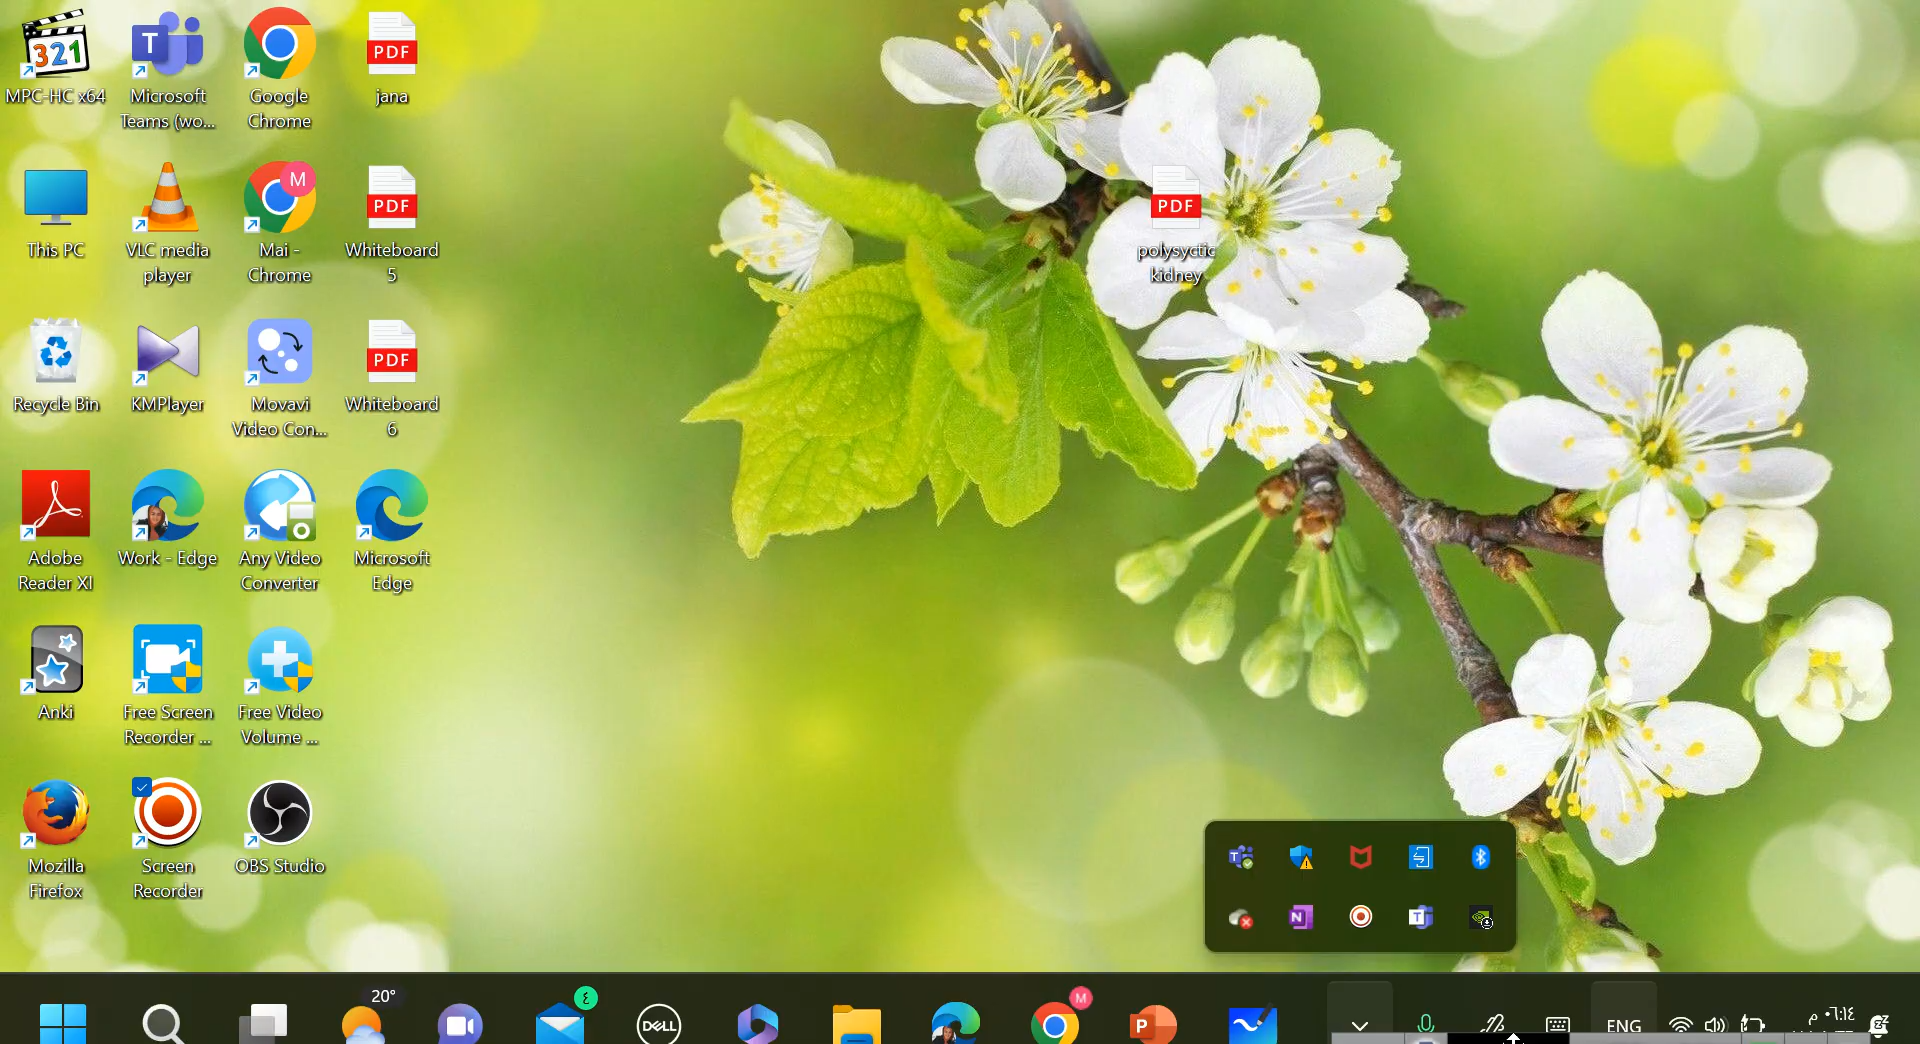 MPC-HC x64
Microsoft
Teams (wo...
Google
Chrome
PDF
jana
This PC
VLC media
player
M
Mai -
Chrome
PDF
Whiteboard
5
PDF
polysyctic
kidney
Recycle Bin
KMPlayer
Movavi
Video Con...
PDF
Whiteboard
6
Adobe
Reader XI
Work - Edge
Any Video
Converter
Microsoft
Edge
Anki
Free Screen
Recorder ...
Free Video
Volume ...
Mozilla
Firefox
Screen
Recorder
OBS Studio
20°
٤
DELL
M
P
ENG
٠٦:١٤ م